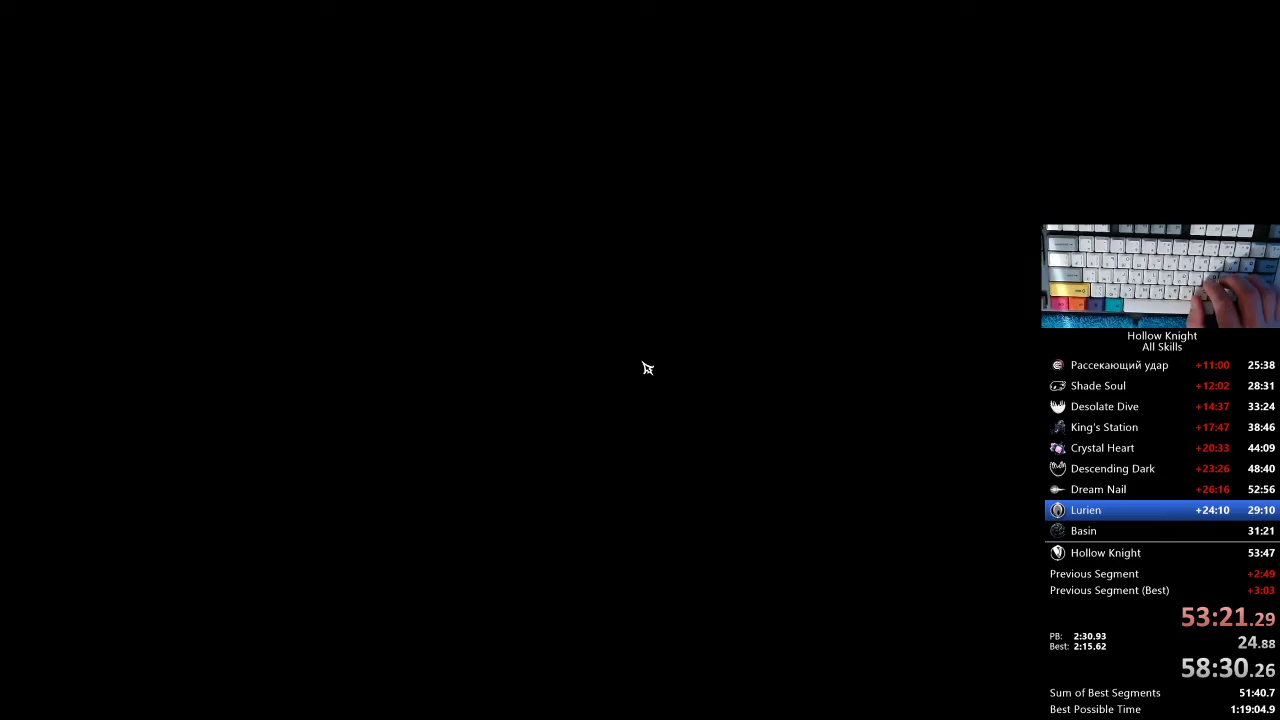 Hollow Knight
All Skills
Рассекающий удар +11:00 25:38
Shade Soul +12:02 28:31
Desolate Dive +14:37 33:24
King's Station +17:47 38:46
Crystal Heart +20:33 44:09
Descending Dark +23:26 48:40
Dream Nail +26:16 52:56
Lurien +24:10 29:10
Basin 31:21
Hollow Knight 53:47
Previous Segment +2:49
Previous Segment (Best) +3:03
53:21.29
PB: 2:30.93
Best: 2:15.62
24.88
58:30.26
Sum of Best Segments 51:40.7
Best Possible Time 1:19:04.9